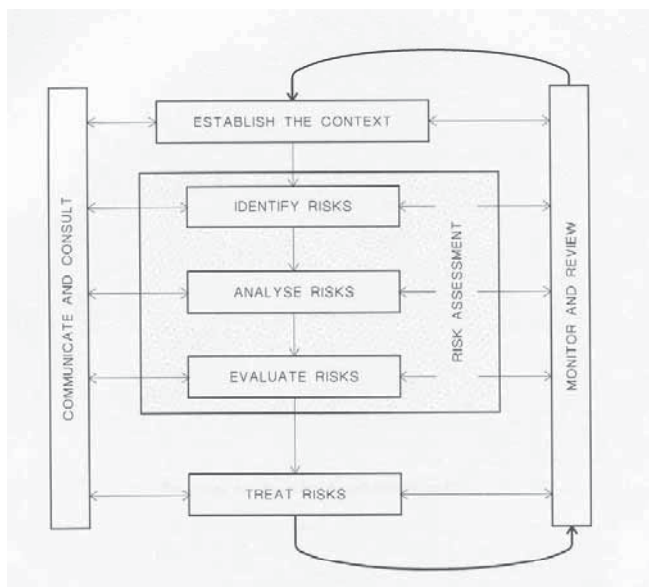 ESTABLISH THE CONTEXT
COMMUNICATE AND CONSULT
IDENTIFY RISKS
ANALYSE RISKS
EVALUATE RISKS
RISK ASSESSMENT
MONITOR AND REVIEW
TREAT RISKS